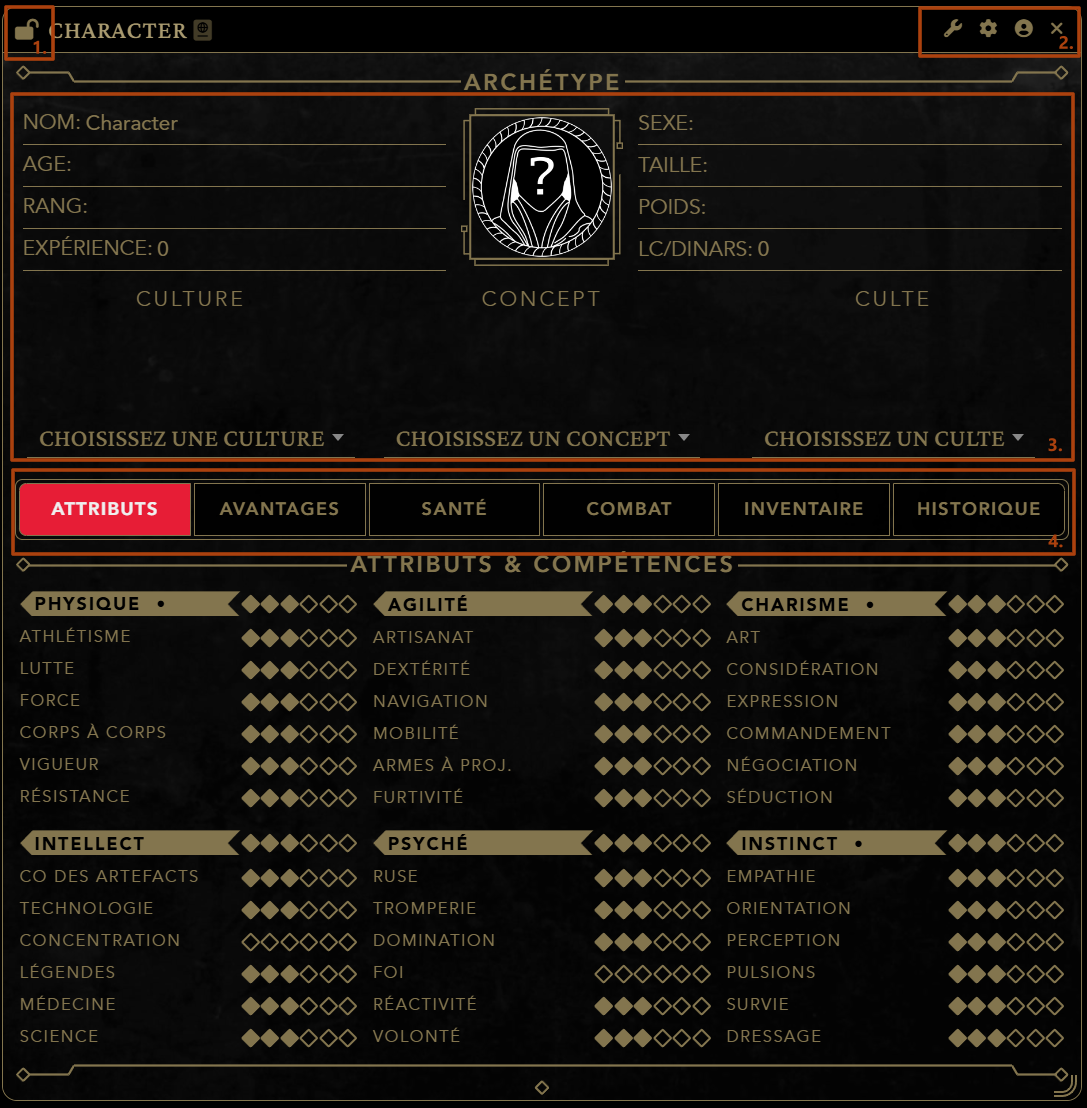 CHARACTER
1.
2.
ARCHÉTYPE
NOM: Character
SEXE:
AGE:
TAILLE:
RANG:
POIDS:
EXPÉRIENCE: 0
LC/DINARS: 0
?
CULTURE CONCEPT CULTE
CHOISISSEZ UNE CULTURE CHOISISSEZ UN CONCEPT CHOISISSEZ UN CULTE
3.
ATTRIBUTS AVANTAGES SANTÉ COMBAT INVENTAIRE HISTORIQUE
4.
ATTRIBUTS & COMPÉTENCES
PHYSIQUE • AGILITÉ CHARISME •
ATHLÉTISME ARTISANAT ART
LUTTE DEXTÉRITÉ CONSIDÉRATION
FORCE NAVIGATION EXPRESSION
CORPS À CORPS MOBILITÉ COMMANDEMENT
VIGUEUR ARMES À PROJ. NÉGOCIATION
RÉSISTANCE FURTIVITÉ SÉDUCTION
INTELLECT PSYCHÉ INSTINCT •
CO DES ARTEFACTS RUSE EMPATHIE
TECHNOLOGIE TROMPERIE ORIENTATION
CONCENTRATION DOMINATION PERCEPTION
LÉGENDES FOI PULSIONS
MÉDECINE RÉACTIVITÉ SURVIE
SCIENCE VOLONTÉ DRESSAGE